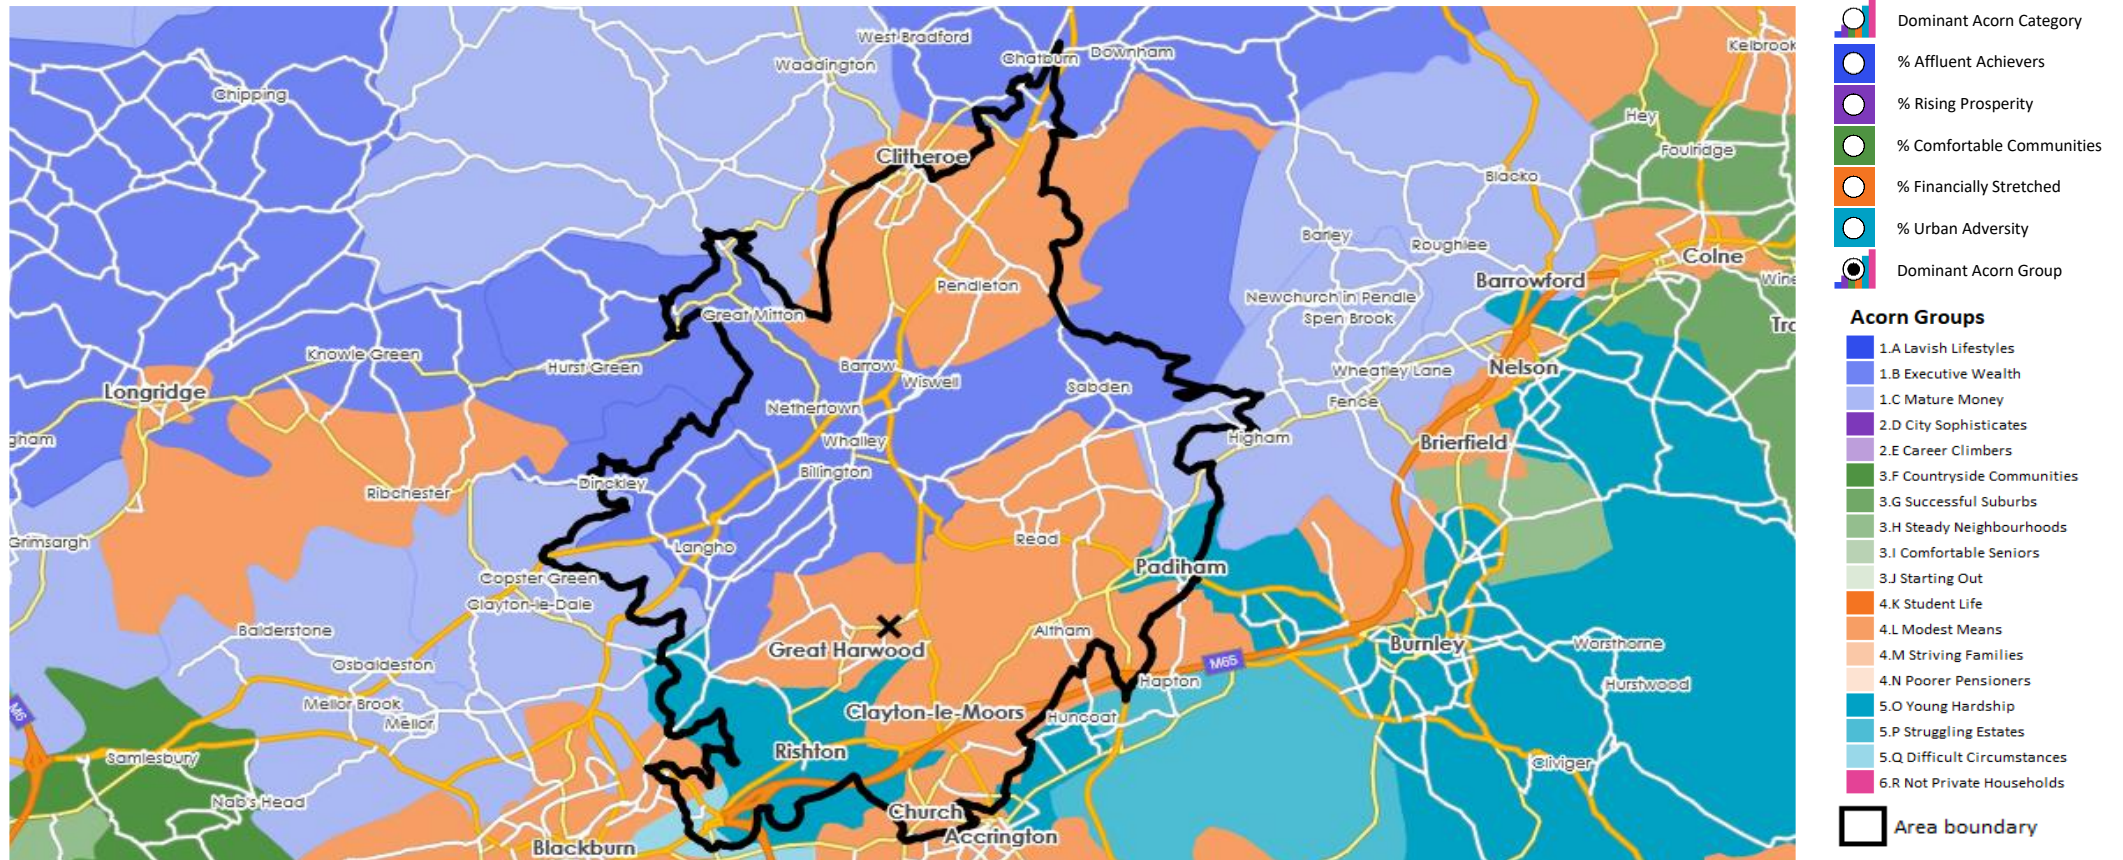 West Bradford
Chatburn
Downham
Kelbrook
Waddington
Chipping
Hey
Foulridge
Clitheroe
Blacko
Barley
Roughlee
Colne
Barrowford
Pendleton
Newchurch in Pendle
Spen Brook
Great Mitton
Knowle Green
Hurst Green
Barrow
Wiswell
Sabden
Wheatley Lane
Nelson
Longridge
Nethertown
Fence
Whalley
Higham
Brierfield
Billington
Dinckley
Ribchester
Grimsargh
Langho
Read
Padiham
Copster Green
Clayton-le-Dale
Balderstone
Great Harwood
Altham
Burnley
Worsthorne
Osbaldeston
M65
Hapton
Hurstwood
M6
Mellor Brook
Mellor
Clayton-le-Moors
Huncoat
Samlesbury
Rishton
Cliviger
Nab's Head
Church
Accrington
Blackburn
Dominant Acorn Category
% Affluent Achievers
% Rising Prosperity
% Comfortable Communities
% Financially Stretched
% Urban Adversity
Dominant Acorn Group
Acorn Groups
1.A Lavish Lifestyles
1.B Executive Wealth
1.C Mature Money
2.D City Sophisticates
2.E Career Climbers
3.F Countryside Communities
3.G Successful Suburbs
3.H Steady Neighbourhoods
3.I Comfortable Seniors
3.J Starting Out
4.K Student Life
4.L Modest Means
4.M Striving Families
4.N Poorer Pensioners
5.O Young Hardship
5.P Struggling Estates
5.Q Difficult Circumstances
6.R Not Private Households
Area boundary